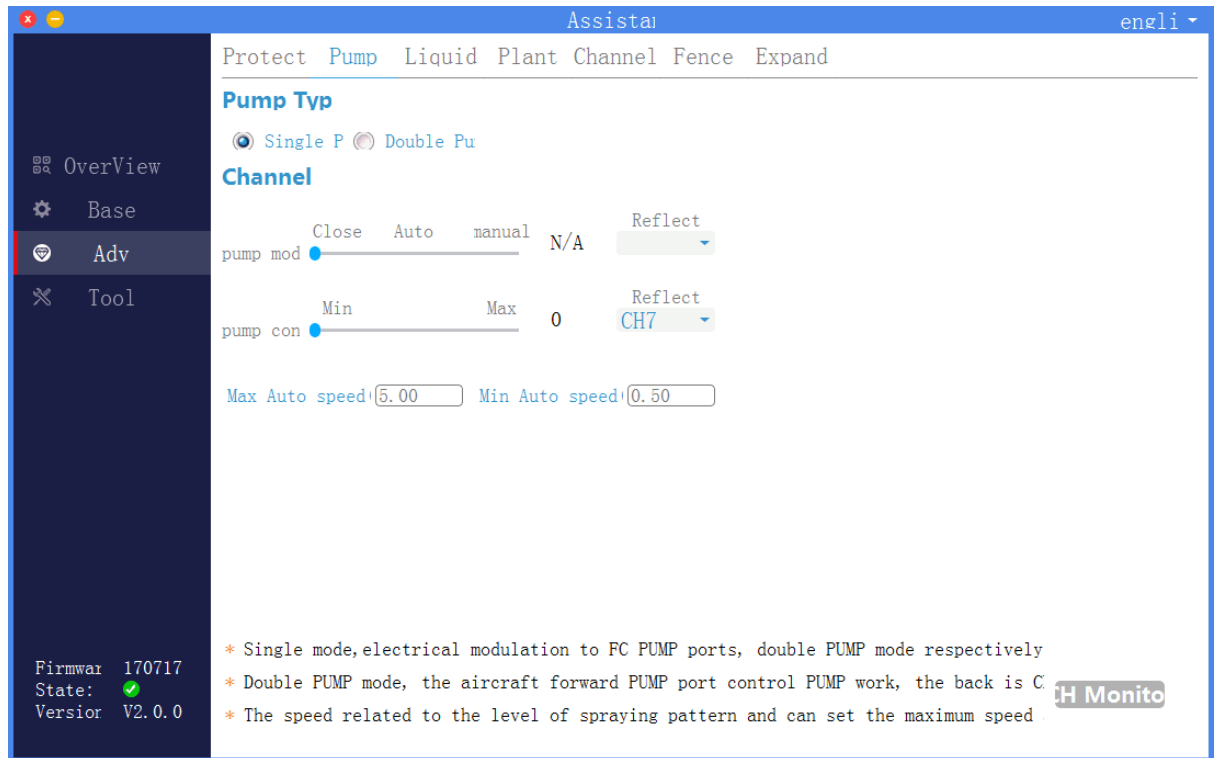 Assistar
engli
Protect Pump Liquid Plant Channel Fence Expand
Pump Typ
Single P Double Pu
Channel
Close Auto manual Reflect
pump mod N/A
Min Max Reflect
pump con 0 CH7
Max Auto speed 5.00 Min Auto speed 0.50
OverView
Base
Adv
Tool
Firmwar 170717
State:
Version V2.0.0
* Single mode,electrical modulation to FC PUMP ports, double PUMP mode respectively
* Double PUMP mode, the aircraft forward PUMP port control PUMP work, the back is C
* The speed related to the level of spraying pattern and can set the maximum speed
CH Monito